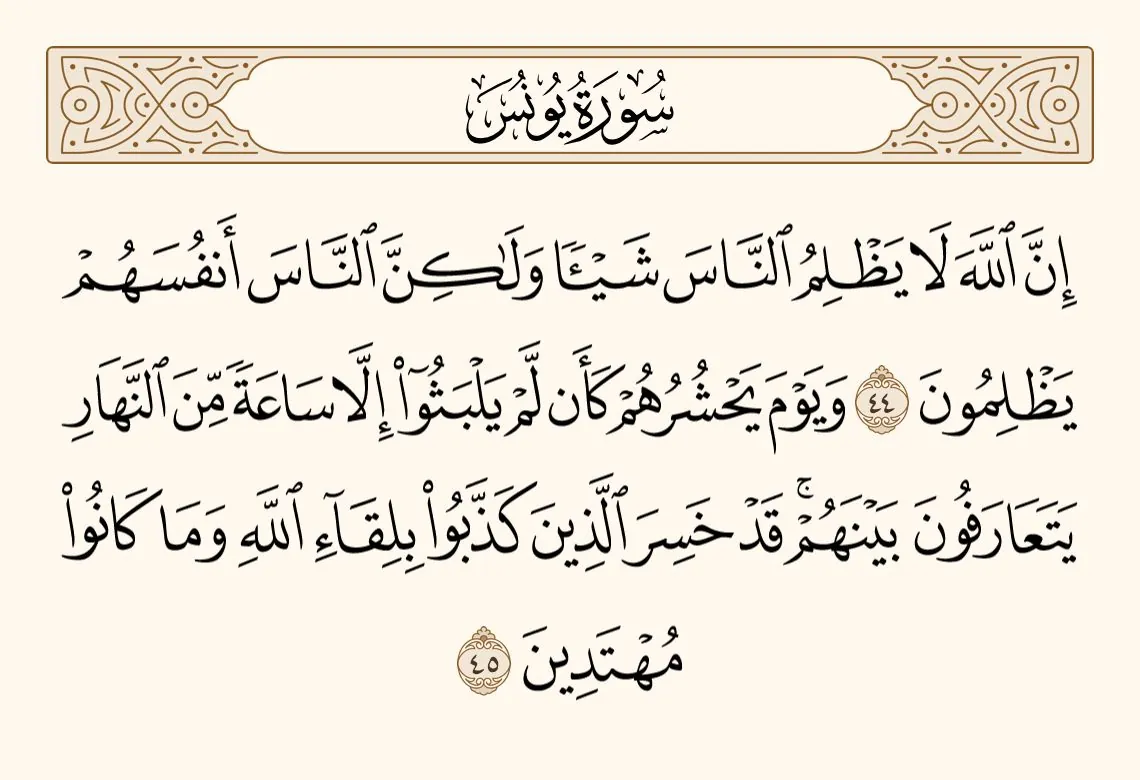 سُورَةُ يُونُسَ
إِنَّ ٱللَّهَ لَا يَظْلِمُ ٱلنَّاسَ شَيْـًٔا وَلَٰكِنَّ ٱلنَّاسَ أَنفُسَهُمْ
يَظْلِمُونَ ٤٤ وَيَوْمَ يَحْشُرُهُمْ كَأَن لَّمْ يَلْبَثُوٓا۟ إِلَّا سَاعَةً مِّنَ ٱلنَّهَارِ
يَتَعَارَفُونَ بَيْنَهُمْ ۚ قَدْ خَسِرَ ٱلَّذِينَ كَذَّبُوا۟ بِلِقَآءِ ٱللَّهِ وَمَا كَانُوا۟
مُهْتَدِينَ ٤٥